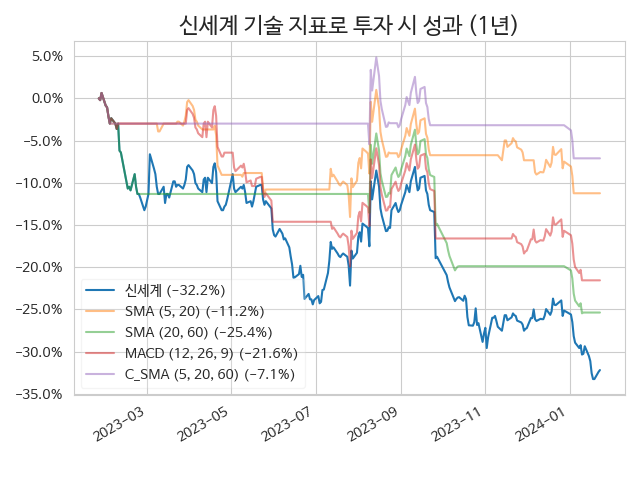 신세계 기술 지표로 투자 시 성과 (1년)
5.0%
0.0%
−5.0%
−10.0%
−15.0%
−20.0%
−25.0%
−30.0%
−35.0%
신세계 (−32.2%)
SMA (5, 20) (−11.2%)
SMA (20, 60) (−25.4%)
MACD (12, 26, 9) (−21.6%)
C_SMA (5, 20, 60) (−7.1%)
2023−03
2023−05
2023−07
2023−09
2023−11
2024−01